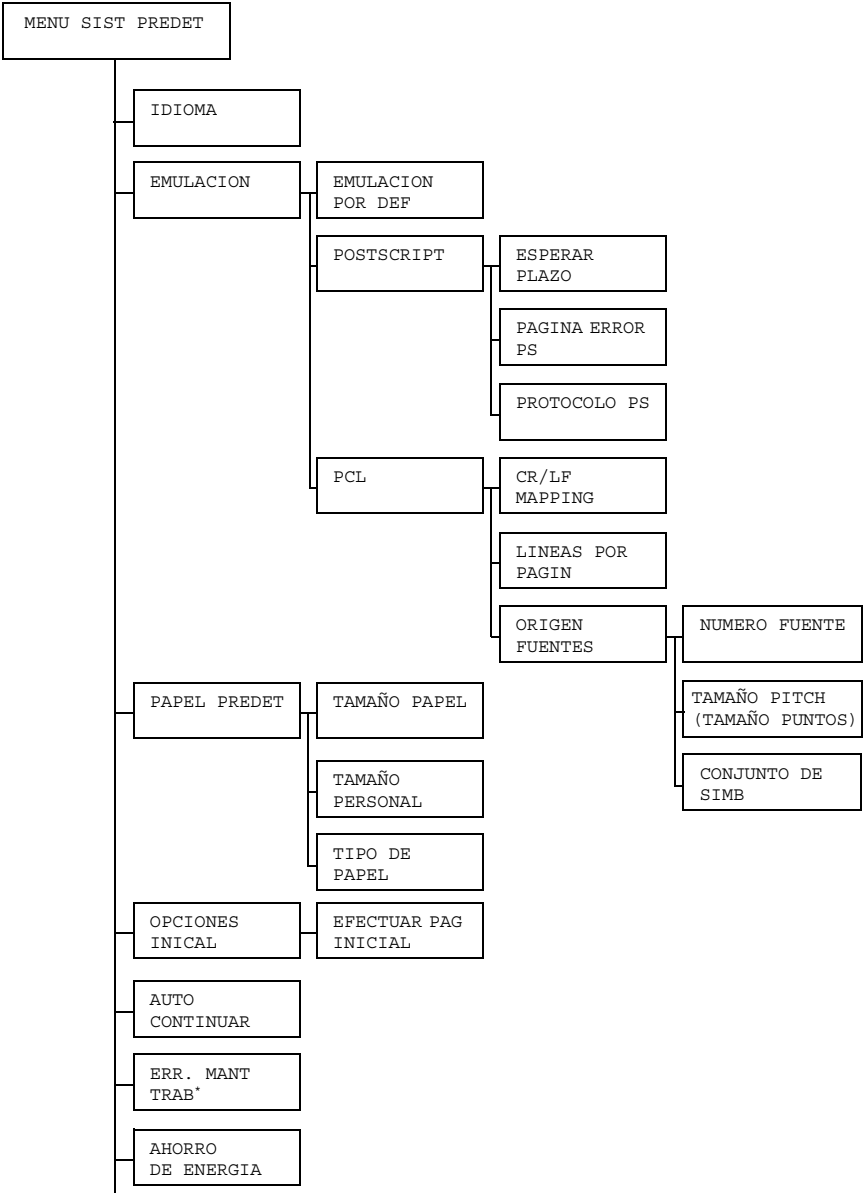 MENU SIST PREDET
IDIOMA
EMULACION
EMULACION
POR DEF
POSTSCRIPT
ESPERAR
PLAZO
PAGINA ERROR
PS
PROTOCOLO PS
PCL
CR/LF
MAPPING
LINEAS POR
PAGIN
ORIGEN
FUENTES
NUMERO FUENTE
TAMAÑO PITCH
(TAMAÑO PUNTOS)
CONJUNTO DE
SIMB
PAPEL PREDET
TAMAÑO PAPEL
TAMAÑO
PERSONAL
TIPO DE
PAPEL
OPCIONES
INICAL
EFECTUAR PAG
INICIAL
AUTO
CONTINUAR
ERR. MANT
TRAB*
AHORRO
DE ENERGIA